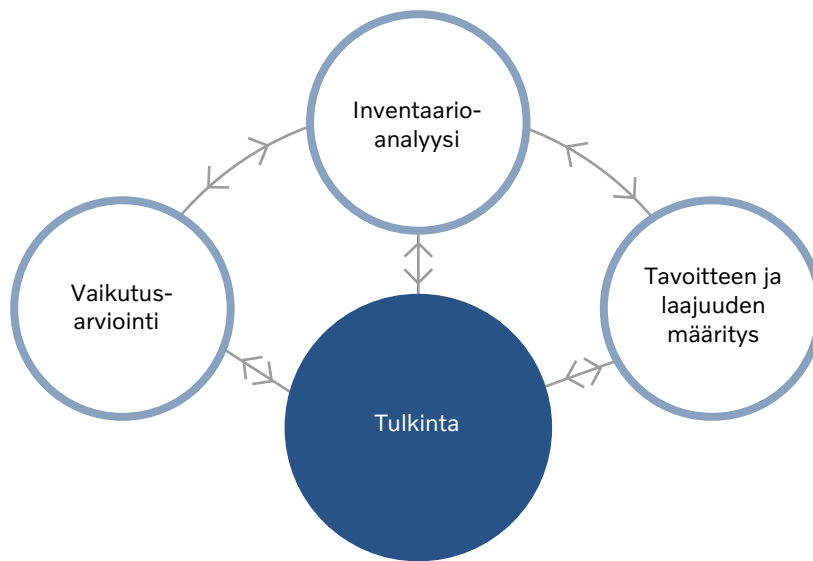 Inventaario-
analyysi
Vaikutus-
arviointi
Tavoitteen ja
laajuuden
määritys
Tulkinta